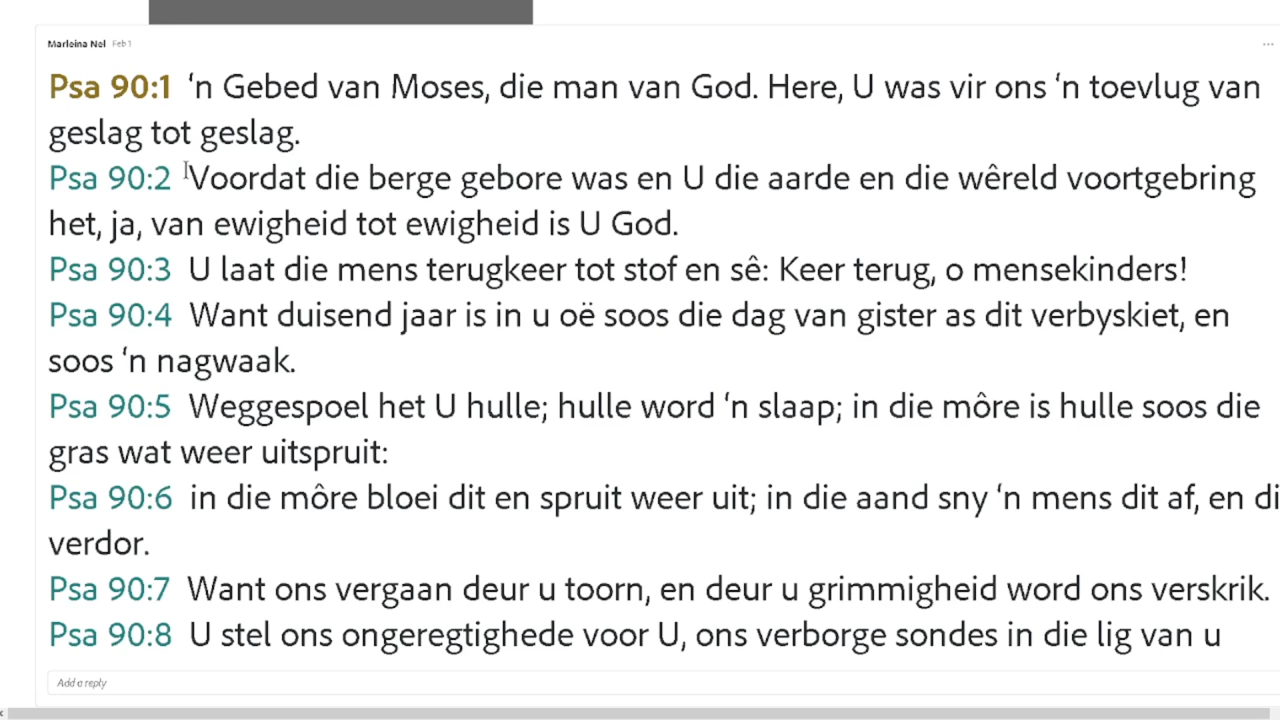 Marleina Nel Feb 1
Psa 90:1 ‘n Gebed van Moses, die man van God. Here, U was vir ons ‘n toevlug van
geslag tot geslag.
Psa 90:2 Voordat die berge gebore was en U die aarde en die wêreld voortgebring
het, ja, van ewigheid tot ewigheid is U God.
Psa 90:3 U laat die mens terugkeer tot stof en sê: Keer terug, o mensekinders!
Psa 90:4 Want duisend jaar is in u oë soos die dag van gister as dit verbyskiet, en
soos ‘n nagwaak.
Psa 90:5 Weggespoel het U hulle; hulle word ‘n slaap; in die môre is hulle soos die
gras wat weer uitspruit:
Psa 90:6 in die môre bloei dit en spruit weer uit; in die aand sny ‘n mens dit af, en di
verdor.
Psa 90:7 Want ons vergaan deur u toorn, en deur u grimmigheid word ons verskrik.
Psa 90:8 U stel ons ongeregtighede voor U, ons verborge sondes in die lig van u
Add a reply